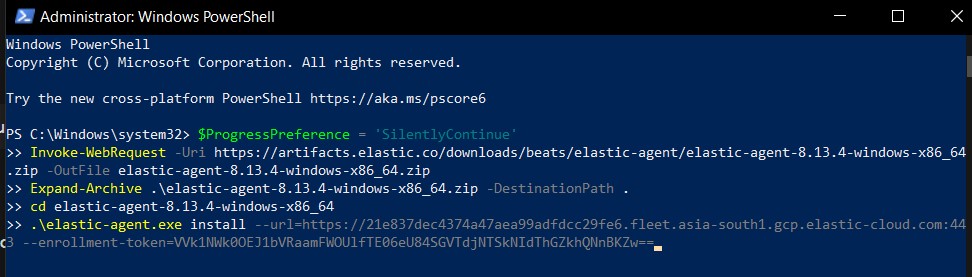 Administrator: Windows PowerShell
Windows PowerShell
Copyright (C) Microsoft Corporation. All rights reserved.
Try the new cross-platform PowerShell https://aka.ms/pscore6
PS C:\Windows\system32> $ProgressPreference = 'SilentlyContinue'
>> Invoke-WebRequest -Uri https://artifacts.elastic.co/downloads/beats/elastic-agent/elastic-agent-8.13.4-windows-x86_64
.zip -OutFile elastic-agent-8.13.4-windows-x86_64.zip
>> Expand-Archive .\elastic-agent-8.13.4-windows-x86_64.zip -DestinationPath .
>> cd elastic-agent-8.13.4-windows-x86_64
>> .\elastic-agent.exe install --url=https://21e837dec4374a47aea99adfdcc29fe6.fleet.asia-south1.gcp.elastic-cloud.com:44
3 --enrollment-token=VVk1NWk0OEJ1bVRaamFWOUlfTE06eU84SGVTdjNTSkNIdThGZkhQNnBKZw==